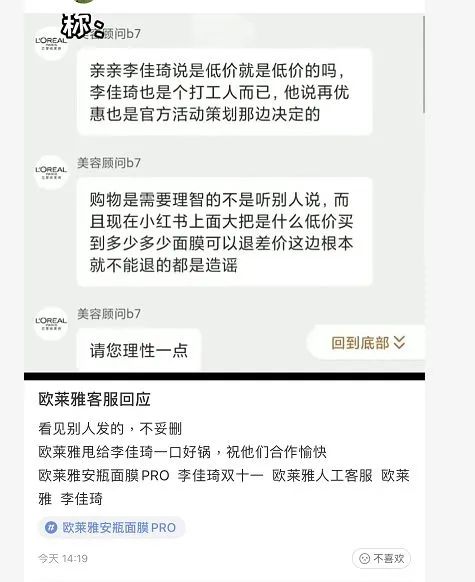 称：
L'ORÉAL
PARIS
美容顾问b7
亲亲李佳琦说是低价就是低价的吗，
李佳琦也是个打工人而已，他说再优
惠也是官方活动策划那边决定的
L'ORÉAL
PARIS
美容顾问b7
购物是需要理智的不是听别人说，而
且现在小红书上面大把是什么低价买
到多少多少面膜可以退差价这边根本
就不能退的都是造谣
L'ORÉAL
PARIS
美容顾问b7
请您理性一点
回到底部
欧莱雅客服回应
看见别人发的，不妥删
欧莱雅甩给李佳琦一口好锅，祝他们合作愉快
欧莱雅安瓶面膜PRO 李佳琦双十一 欧莱雅人工客服 欧莱
雅 李佳琦
# 欧莱雅安瓶面膜PRO
今天 14:19
不喜欢